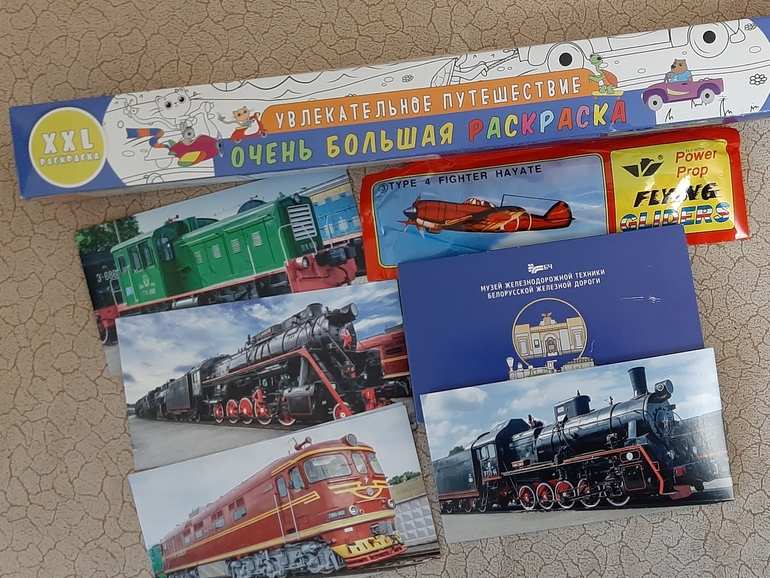 XXL
РАСКРАСКА
УВЛЕКАТЕЛЬНОЕ ПУТЕШЕСТВИЕ
ОЧЕНЬ БОЛЬШАЯ РАСКРАСКА
③TYPE 4 FIGHTER HAYATE
Power
Prop
FLYING
GLIDERS
БЧ
МУЗЕЙ ЖЕЛЕЗНОДОРОЖНОЙ ТЕХНИКИ
БЕЛОРУССКОЙ ЖЕЛЕЗНОЙ ДОРОГИ